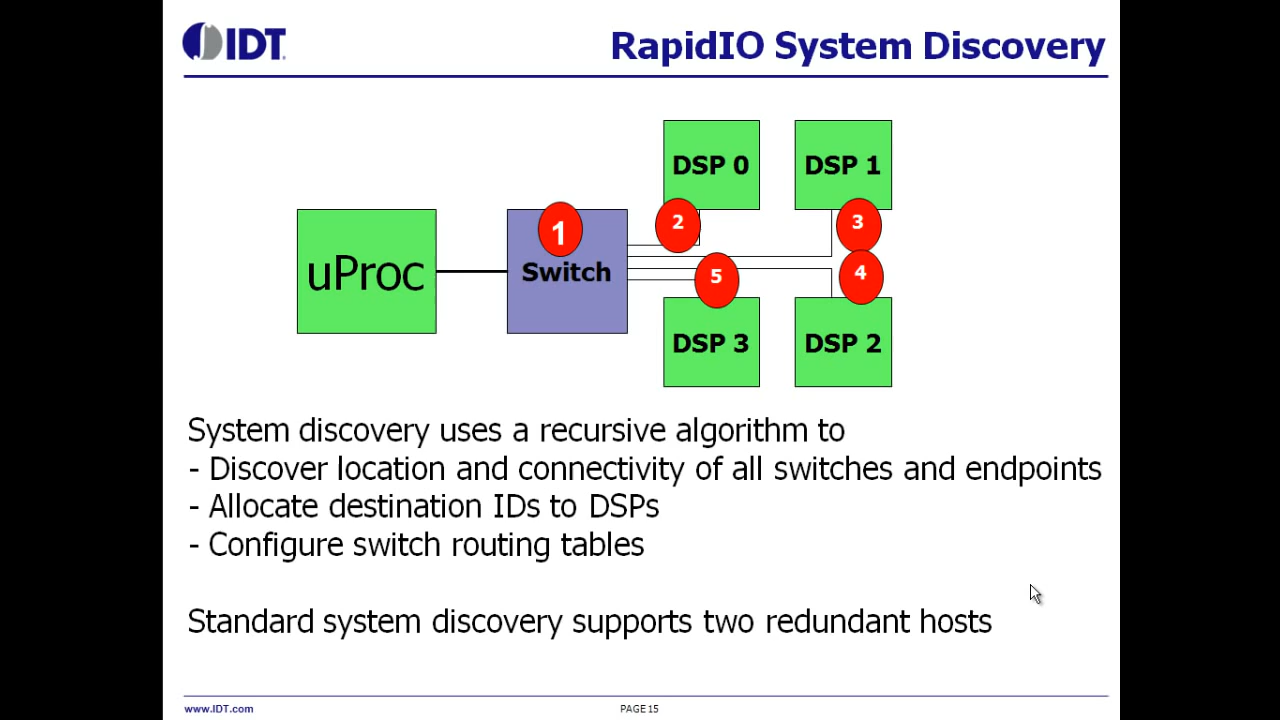 IDT
RapidIO System Discovery
DSP 0
DSP 1
1
2
3
uProc
Switch
5
4
DSP 3
DSP 2
System discovery uses a recursive algorithm to
- Discover location and connectivity of all switches and endpoints
- Allocate destination IDs to DSPs
- Configure switch routing tables
Standard system discovery supports two redundant hosts
www.IDT.com
PAGE 15